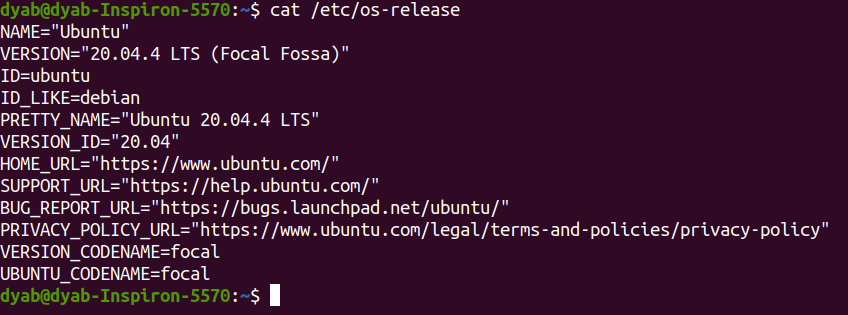 dyab@dyab-Inspiron-5570:~$ cat /etc/os-release
NAME="Ubuntu"
VERSION="20.04.4 LTS (Focal Fossa)"
ID=ubuntu
ID_LIKE=debian
PRETTY_NAME="Ubuntu 20.04.4 LTS"
VERSION_ID="20.04"
HOME_URL="https://www.ubuntu.com/"
SUPPORT_URL="https://help.ubuntu.com/"
BUG_REPORT_URL="https://bugs.launchpad.net/ubuntu/"
PRIVACY_POLICY_URL="https://www.ubuntu.com/legal/terms-and-policies/privacy-policy"
VERSION_CODENAME=focal
UBUNTU_CODENAME=focal
dyab@dyab-Inspiron-5570:~$